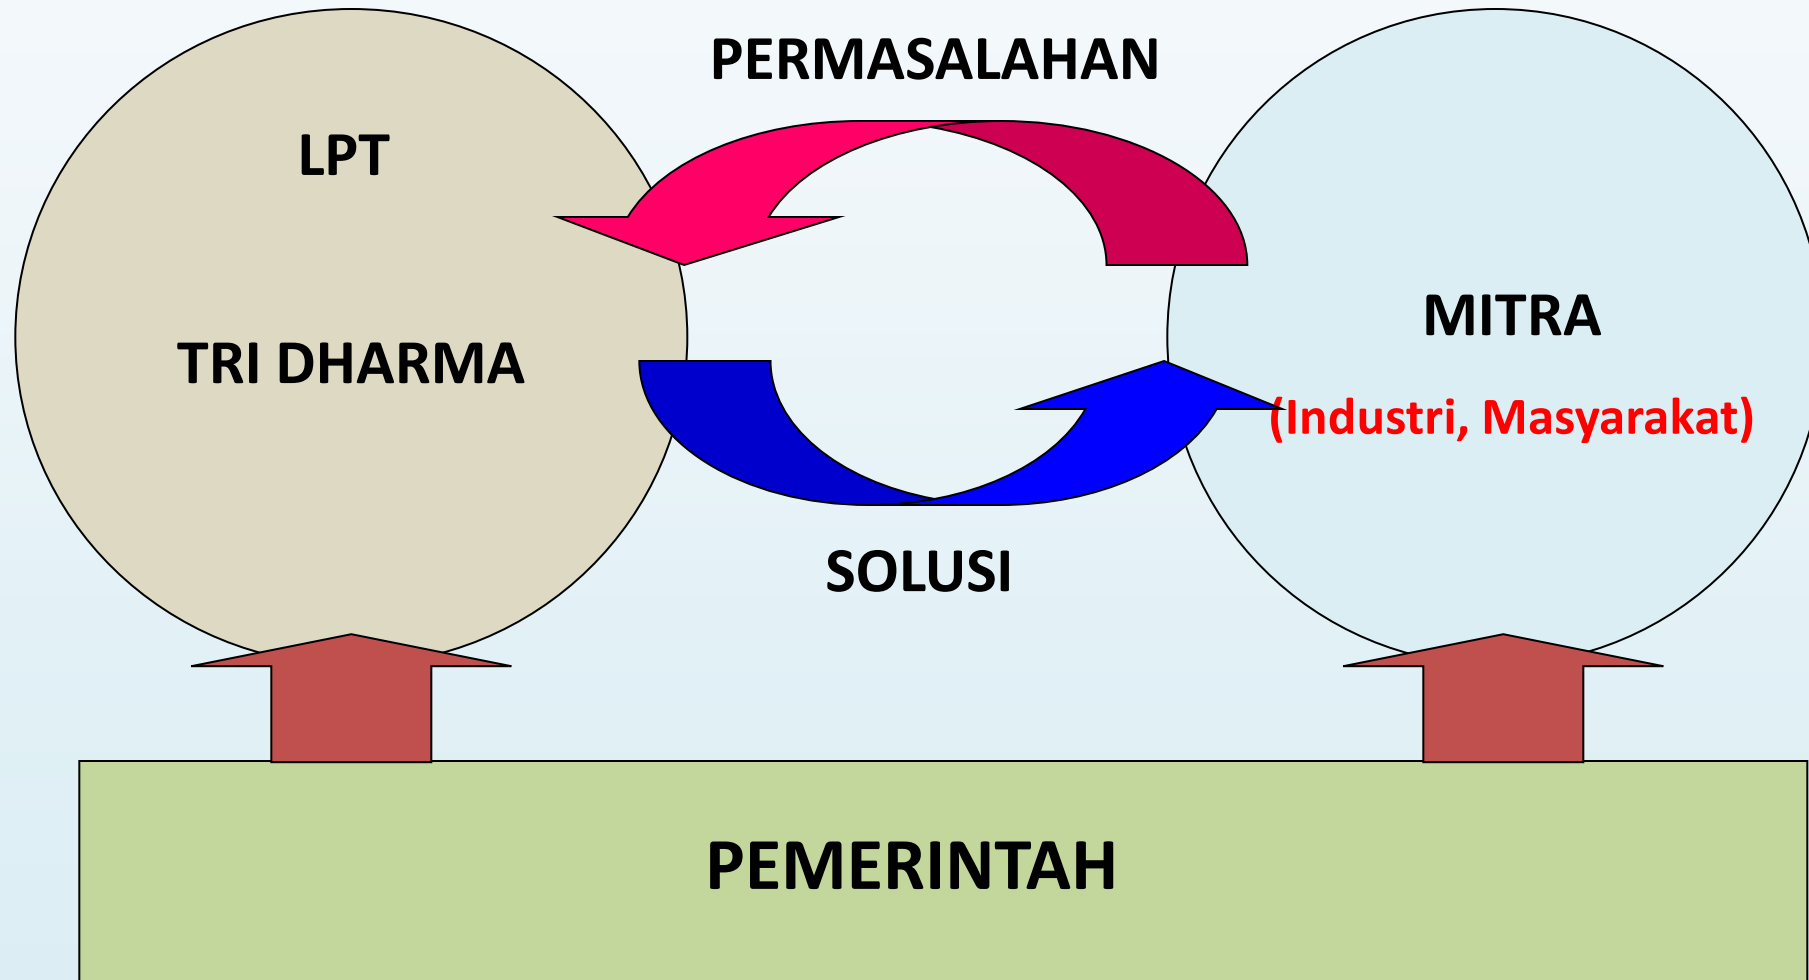 PERMASALAHAN
LPT
TRI DHARMA
MITRA
(Industri, Masyarakat)
SOLUSI
PEMERINTAH